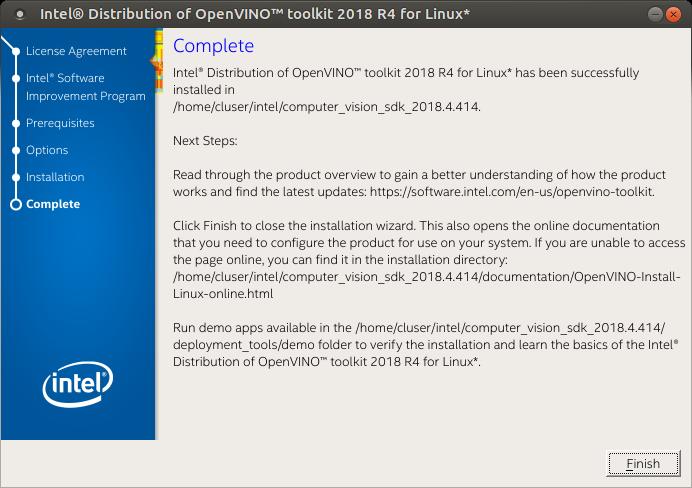 Intel® Distribution of OpenVINO™ toolkit 2018 R4 for Linux*
License Agreement
Intel® Software
Improvement Program
Prerequisites
Options
Installation
Complete
intel®
Complete
Intel® Distribution of OpenVINO™ toolkit 2018 R4 for Linux* has been successfully
installed in
/home/cluser/intel/computer_vision_sdk_2018.4.414.
Next Steps:
Read through the product overview to gain a better understanding of how the product
works and find the latest updates: https://software.intel.com/en-us/openvino-toolkit.
Click Finish to close the installation wizard. This also opens the online documentation
that you need to configure the product for use on your system. If you are unable to access
the page online, you can find it in the installation directory:
/home/cluser/intel/computer_vision_sdk_2018.4.414/documentation/OpenVINO-Install-
Linux-online.html
Run demo apps available in the /home/cluser/intel/computer_vision_sdk_2018.4.414/
deployment_tools/demo folder to verify the installation and learn the basics of the Intel®
Distribution of OpenVINO™ toolkit 2018 R4 for Linux*.
Finish